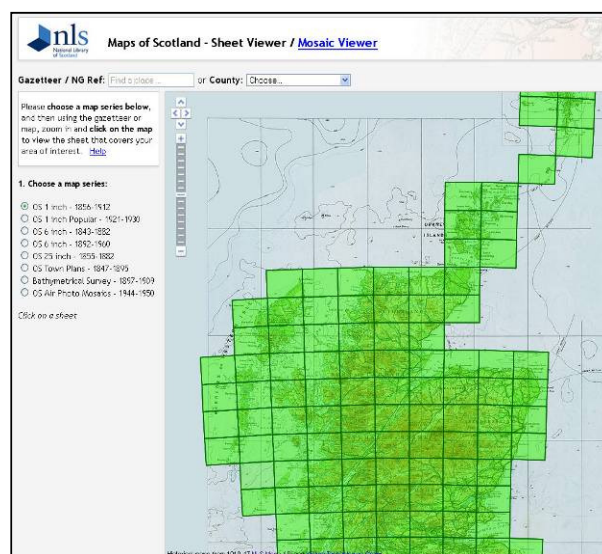 nls
National Library
of Scotland
Maps of Scotland - Sheet Viewer / Mosaic Viewer
Gazetteer / NG Ref: Find a place ... or County: Choose...
Please choose a map series below,
and then using the gazetteer or
map, zoom in and click on the map
to view the sheet that covers your
area of interest. Help
1. Choose a map series:
OS 1 inch - 1856-1912
OS 1 inch Popular - 1921-1930
OS 6 inch - 1843-1882
OS 6 inch - 1892-1960
OS 25 inch - 1855-1882
OS Town Plans - 1847-1895
Bathymetrical Survey - 1897-1909
OS Air Photo Mosaics - 1944-1950
Click on a sheet